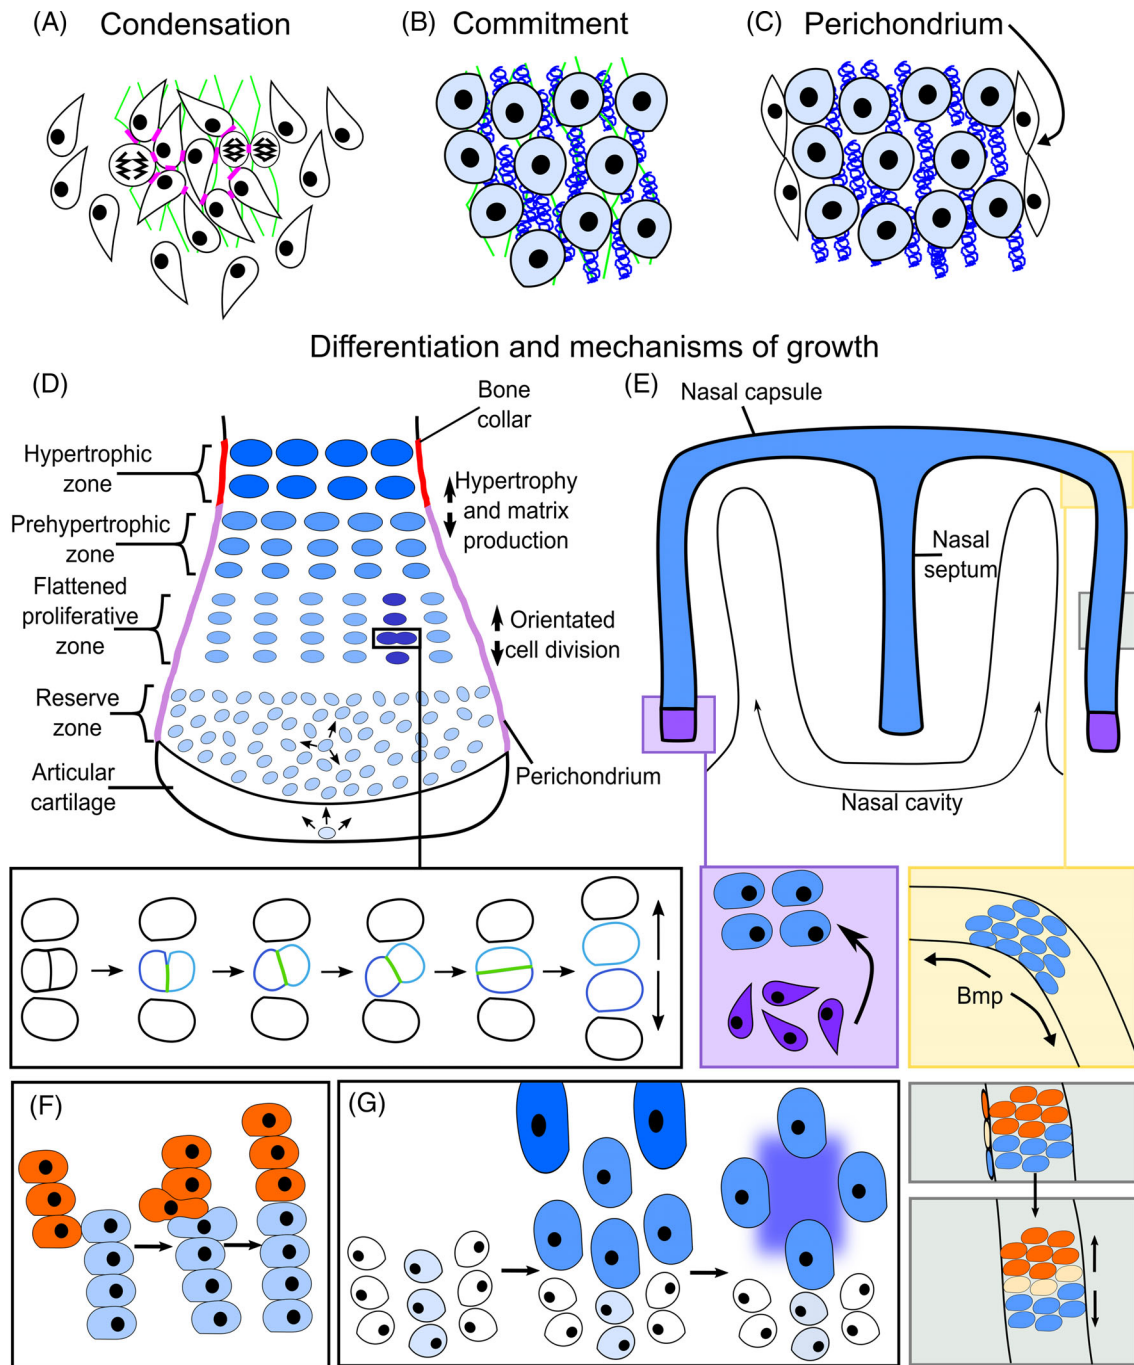 (A) Condensation
(B) Commitment
(C) Perichondrium
Differentiation and mechanisms of growth
(D)
Bone
collar
Hypertrophic
zone
Hypertrophy
and matrix
production
Prehypertrophic
zone
Flattened
proliferative
zone
Orientated
cell division
Reserve
zone
Articular
cartilage
Perichondrium
(E)
Nasal capsule
Nasal
septum
Nasal cavity
Bmp
(F)
(G)